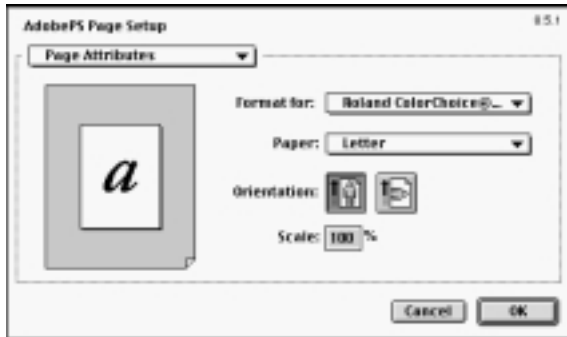 AdobePS Page Setup 8.5.1
Page Attributes
Format for: Roland ColorChoice®…
Paper: Letter
a
Orientation:
Scale: 100 %
Cancel OK